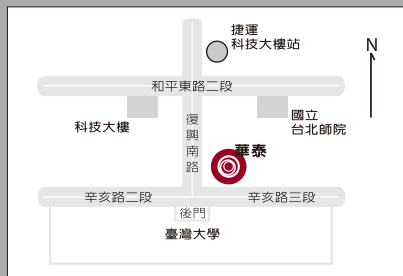 捷運
科技大樓站
N
和平東路二段
科技大樓
國立
台北師院
復興南路
華泰
辛亥路二段
辛亥路三段
後門
臺灣大學